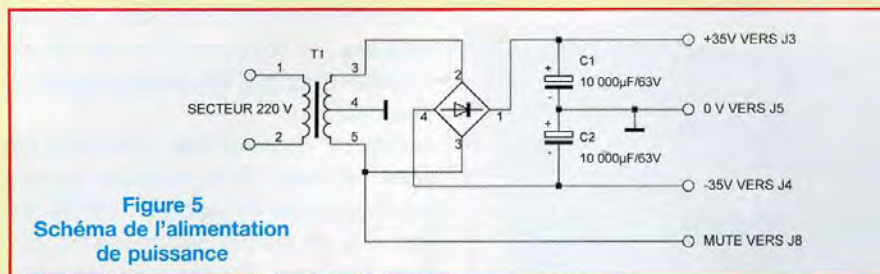 T1
1
2
3
4
5
SECTEUR 220 V
2
4
1
3
+
C1
10 000µF/63V
-
+
C2
10 000µF/63V
-
+35V VERS J3
0 V VERS J5
-35V VERS J4
MUTE VERS J8
Figure 5
Schéma de l'alimentation
de puissance